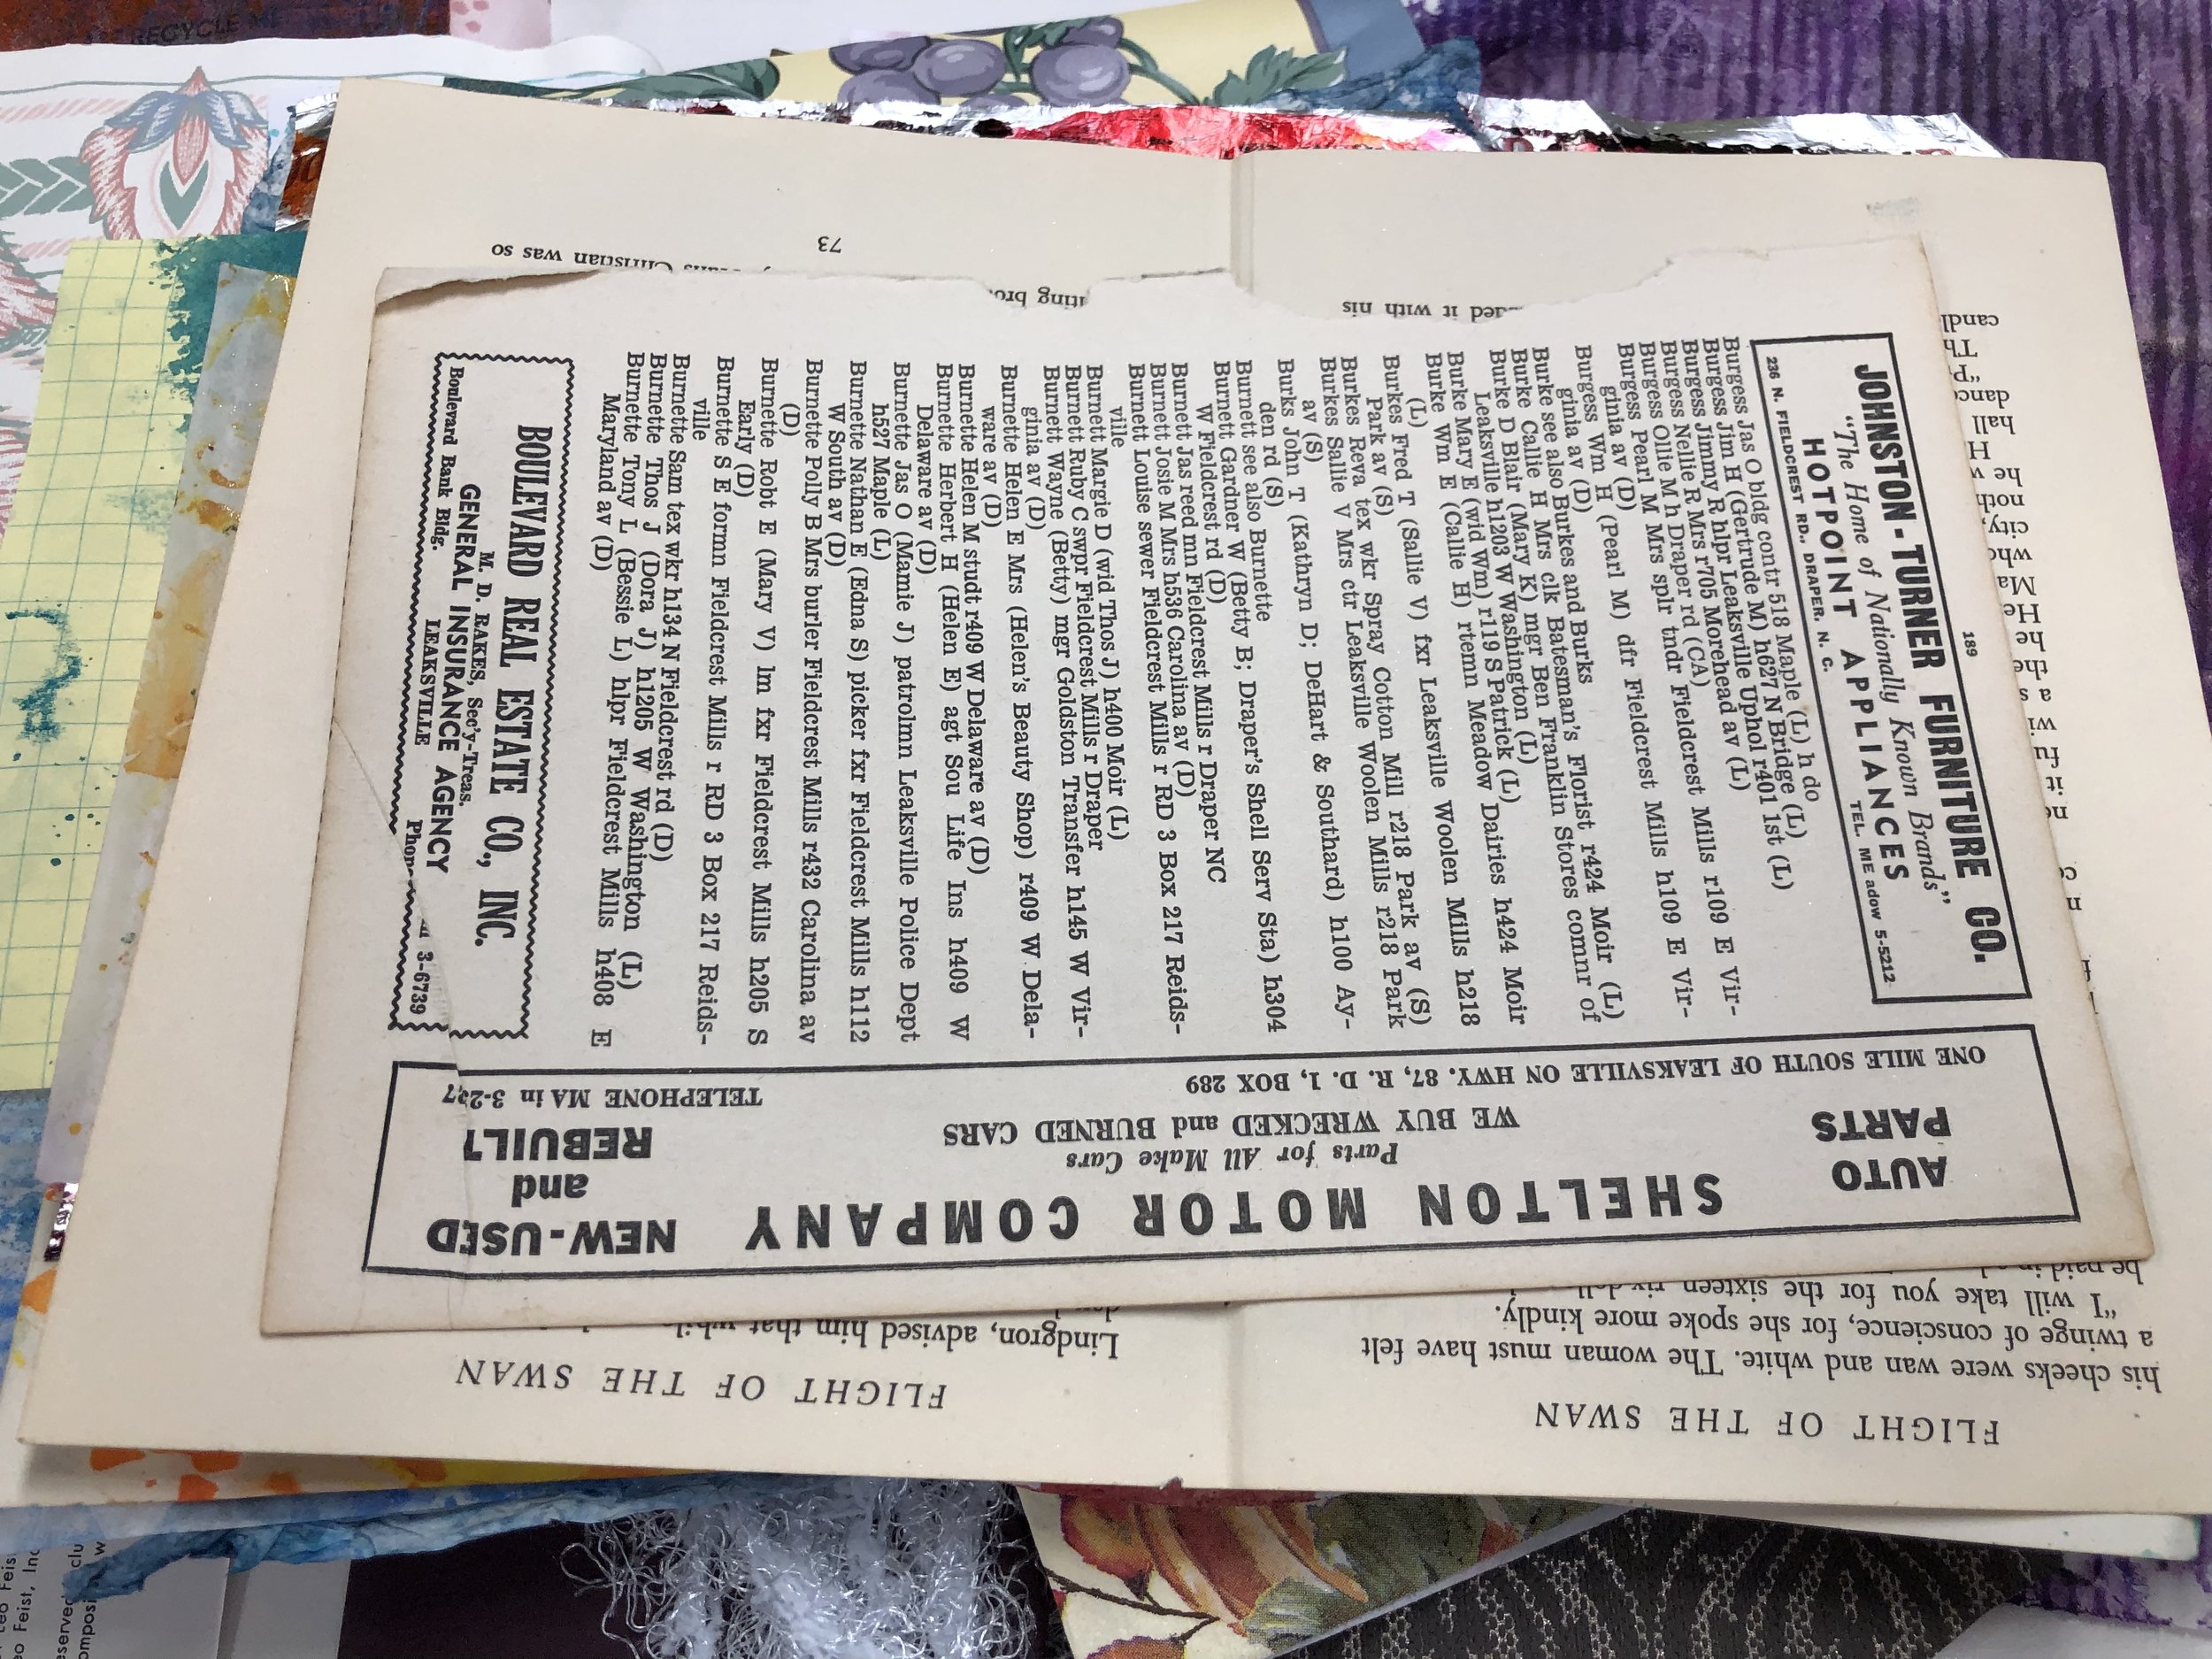 189
JOHNSTON-TURNER FURNITURE CO.
"The Home of Nationally Known Brands"
HOTPOINT APPLIANCES
236 N. FIELDCREST RD., DRAPER, N. C. TEL. ME adow 5-5212
Burgess Jas O bldg contr 518 Maple (L) h do
Burgess Jim H (Gertrude M) h627 N Bridge (L)
Burgess Jimmy R hlpr Leaksville Uphol r401 1st (L)
Burgess Nellie R Mrs r705 Morehead av (L)
Burgess Ollie M h Draper rd (CA)
Burgess Pearl M Mrs splr tndr Fieldcrest Mills r109 E Vir-
ginia av (D)
Burgess Wm H (Pearl M) dfr Fieldcrest Mills h109 E Vir-
ginia av (D)
Burke see also Burkes and Burks
Burke Callie H Mrs clk Batesman's Florist r424 Moir (L)
Burke D Blair (Mary K) mgr Ben Franklin Stores comnr of
Leaksville h1203 W Washington (L)
Burke Mary E (wid Wm) r119 S Patrick (L)
Burke Wm E (Callie H) rtemn Meadow Dairies h424 Moir
(L)
Burkes Fred T (Sallie V) fxr Leaksville Woolen Mills h218
Park av (S)
Burkes Reva tex wkr Spray Cotton Mill r218 Park av (S)
Burkes Sallie V Mrs ctr Leaksville Woolen Mills r218 Park
av (S)
Burks John T (Kathryn D; DeHart & Southard) h100 Ay-
den rd (S)
Burnett see also Burnette
Burnett Gardner W (Betty B; Draper's Shell Serv Sta) h304
W Fieldcrest rd (D)
Burnett Jas reed mn Fieldcrest Mills r Draper NC
Burnett Josie M Mrs h536 Carolina av (D)
Burnett Louise sewer Fieldcrest Mills r RD 3 Box 217 Reids-
ville
Burnett Margie D (wid Thos J) h400 Moir (L)
Burnett Ruby C swpr Fieldcrest Mills r Draper
Burnett Wayne (Betty) mgr Goldston Transfer h145 W Vir-
ginia av (D)
Burnette Helen E Mrs (Helen's Beauty Shop) r409 W Dela-
ware av (D)
Burnette Helen M studt r409 W Delaware av (D)
Burnette Herbert H (Helen E) agt Sou Life Ins h409 W
Delaware av (D)
Burnette Jas O (Mamie J) patrolmn Leaksville Police Dept
h527 Maple (L)
Burnette Nathan E (Edna S) picker fxr Fieldcrest Mills h112
W South av (D)
Burnette Polly B Mrs burler Fieldcrest Mills r432 Carolina av
(D)
Burnette Robt E (Mary V) lm fxr Fieldcrest Mills h205 S
Early (D)
Burnette S E formn Fieldcrest Mills r RD 3 Box 217 Reids-
ville
Burnette Sam tex wkr h134 N Fieldcrest rd (D)
Burnette Thos J (Dora J) h1205 W Washington (L)
Burnette Tony L (Bessie L) hlpr Fieldcrest Mills h408 E
Maryland av (D)
BOULEVARD REAL ESTATE CO., INC.
M. D. RAKES, Sec'y-Treas.
GENERAL INSURANCE AGENCY
Boulevard Bank Bldg. LEAKSVILLE 3-6739
AUTO
PARTS
SHELTON MOTOR COMPANY
Parts for All Make Cars
WE BUY WRECKED and BURNED CARS
ONE MILE SOUTH OF LEAKSVILLE ON HWY. 87, R. D. 1, BOX 289
NEW-USED
and
REBUILT
TELEPHONE MA in
FLIGHT OF THE SWAN
his cheeks were wan and white. The woman must have felt
a twinge of conscience, for she spoke more kindly.
"I will take you for the sixteen
be paid in
it with his
FLIGHT OF THE SWAN
Lindgron, advised him that while
Christian was so
73
hall
he
city,
who
He
he
the
a
it
RECYCLE ME